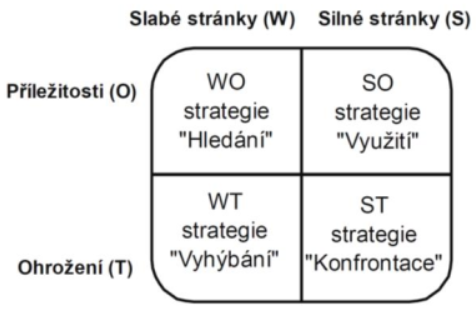 Slabé stránky (W) Silné stránky (S)
Příležitosti (O)
WO
strategie
"Hledání"
SO
strategie
"Využití"
Ohrožení (T)
WT
strategie
"Vyhýbání"
ST
strategie
"Konfrontace"